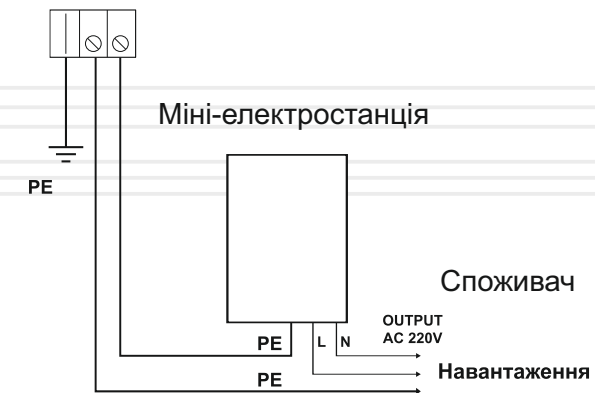 Міні-електростанція
PE
Споживач
OUTPUT
AC 220V
PE
L
N
Навантаження
PE